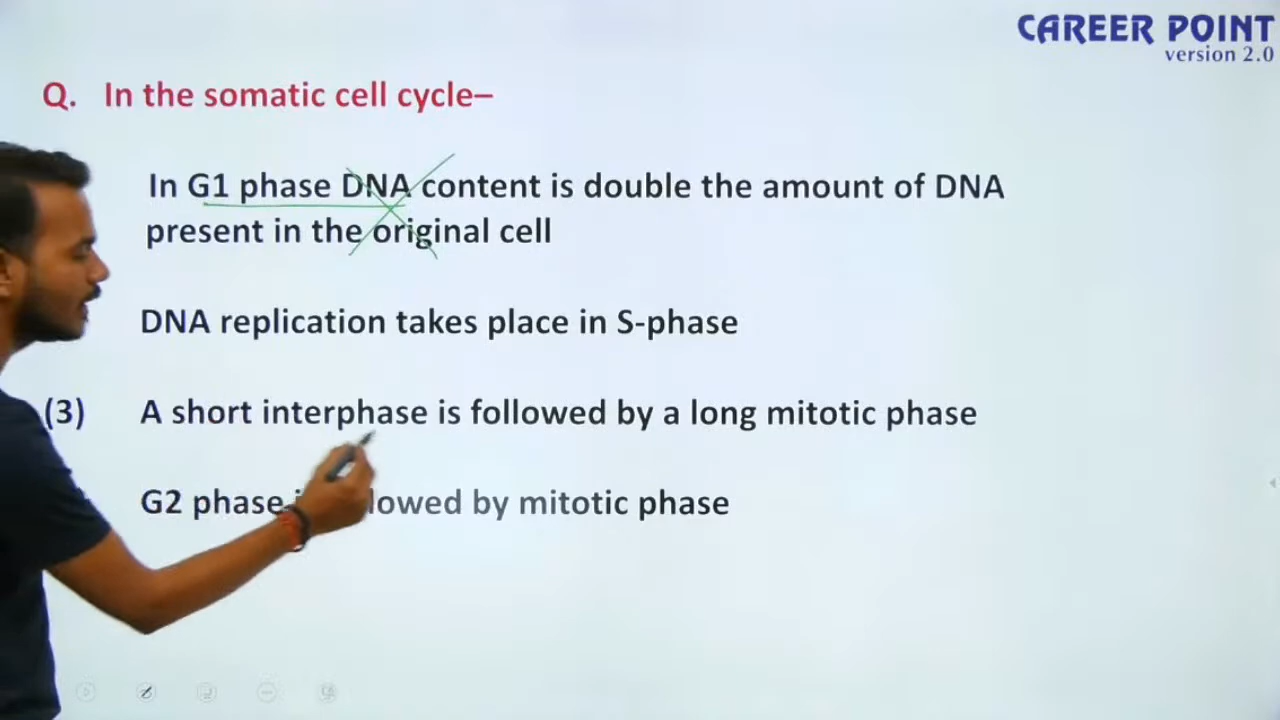 CAREER POINT
version 2.0
Q. In the somatic cell cycle–
In G1 phase DNA content is double the amount of DNA
present in the original cell
DNA replication takes place in S-phase
(3) A short interphase is followed by a long mitotic phase
G2 phase lowed by mitotic phase